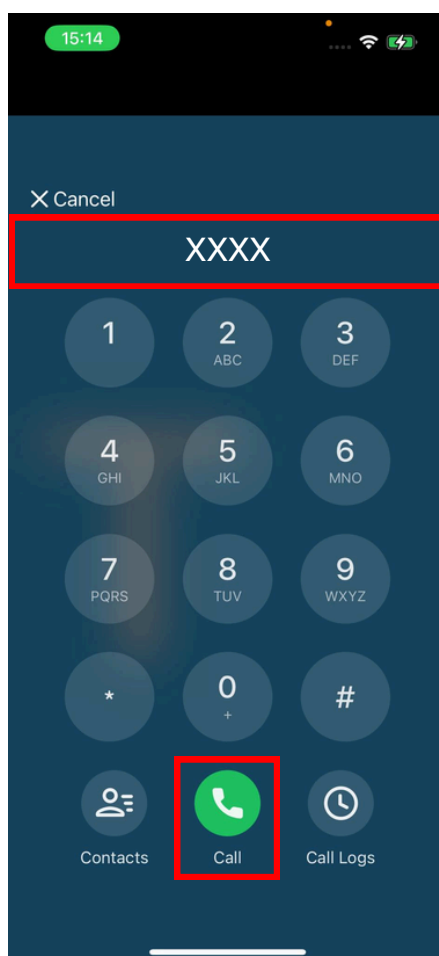 15:14
Cancel
XXXX
1 2 3
ABC DEF
4 5 6
GHI JKL MNO
7 8 9
PQRS TUV WXYZ
* 0 #
+
Contacts Call Call Logs